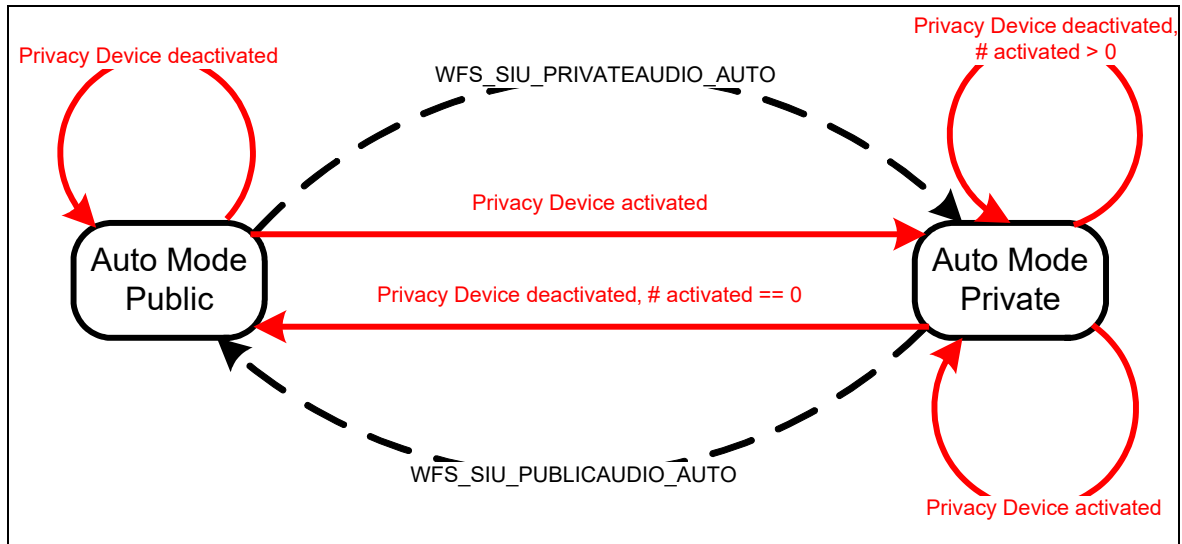 Privacy Device deactivated
Privacy Device deactivated,
# activated > 0
WFS_SIU_PRIVATEAUDIO_AUTO
Privacy Device activated
Auto Mode
Public
Auto Mode
Private
Privacy Device deactivated, # activated == 0
WFS_SIU_PUBLICAUDIO_AUTO
Privacy Device activated